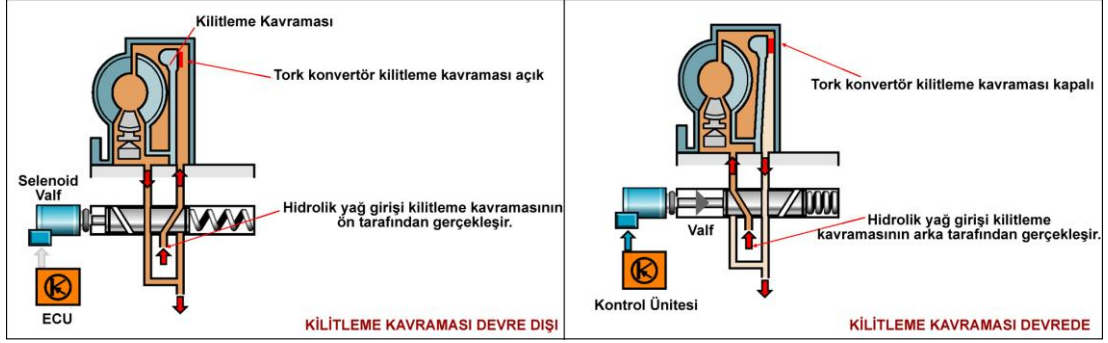 Kilitleme Kavraması
Tork konvertör kilitleme kavraması açık
Selenoid
Valf
Hidrolik yağ girişi kilitleme kavramasının
ön tarafından gerçekleşir.
ECU
KİLİTLEME KAVRAMASI DEVRE DIŞI
Tork konvertör kilitleme kavraması kapalı
Valf
Hidrolik yağ girişi kilitleme
kavramasının arka tarafından gerçekleşir.
Kontrol Ünitesi
KİLİTLEME KAVRAMASI DEVREDE